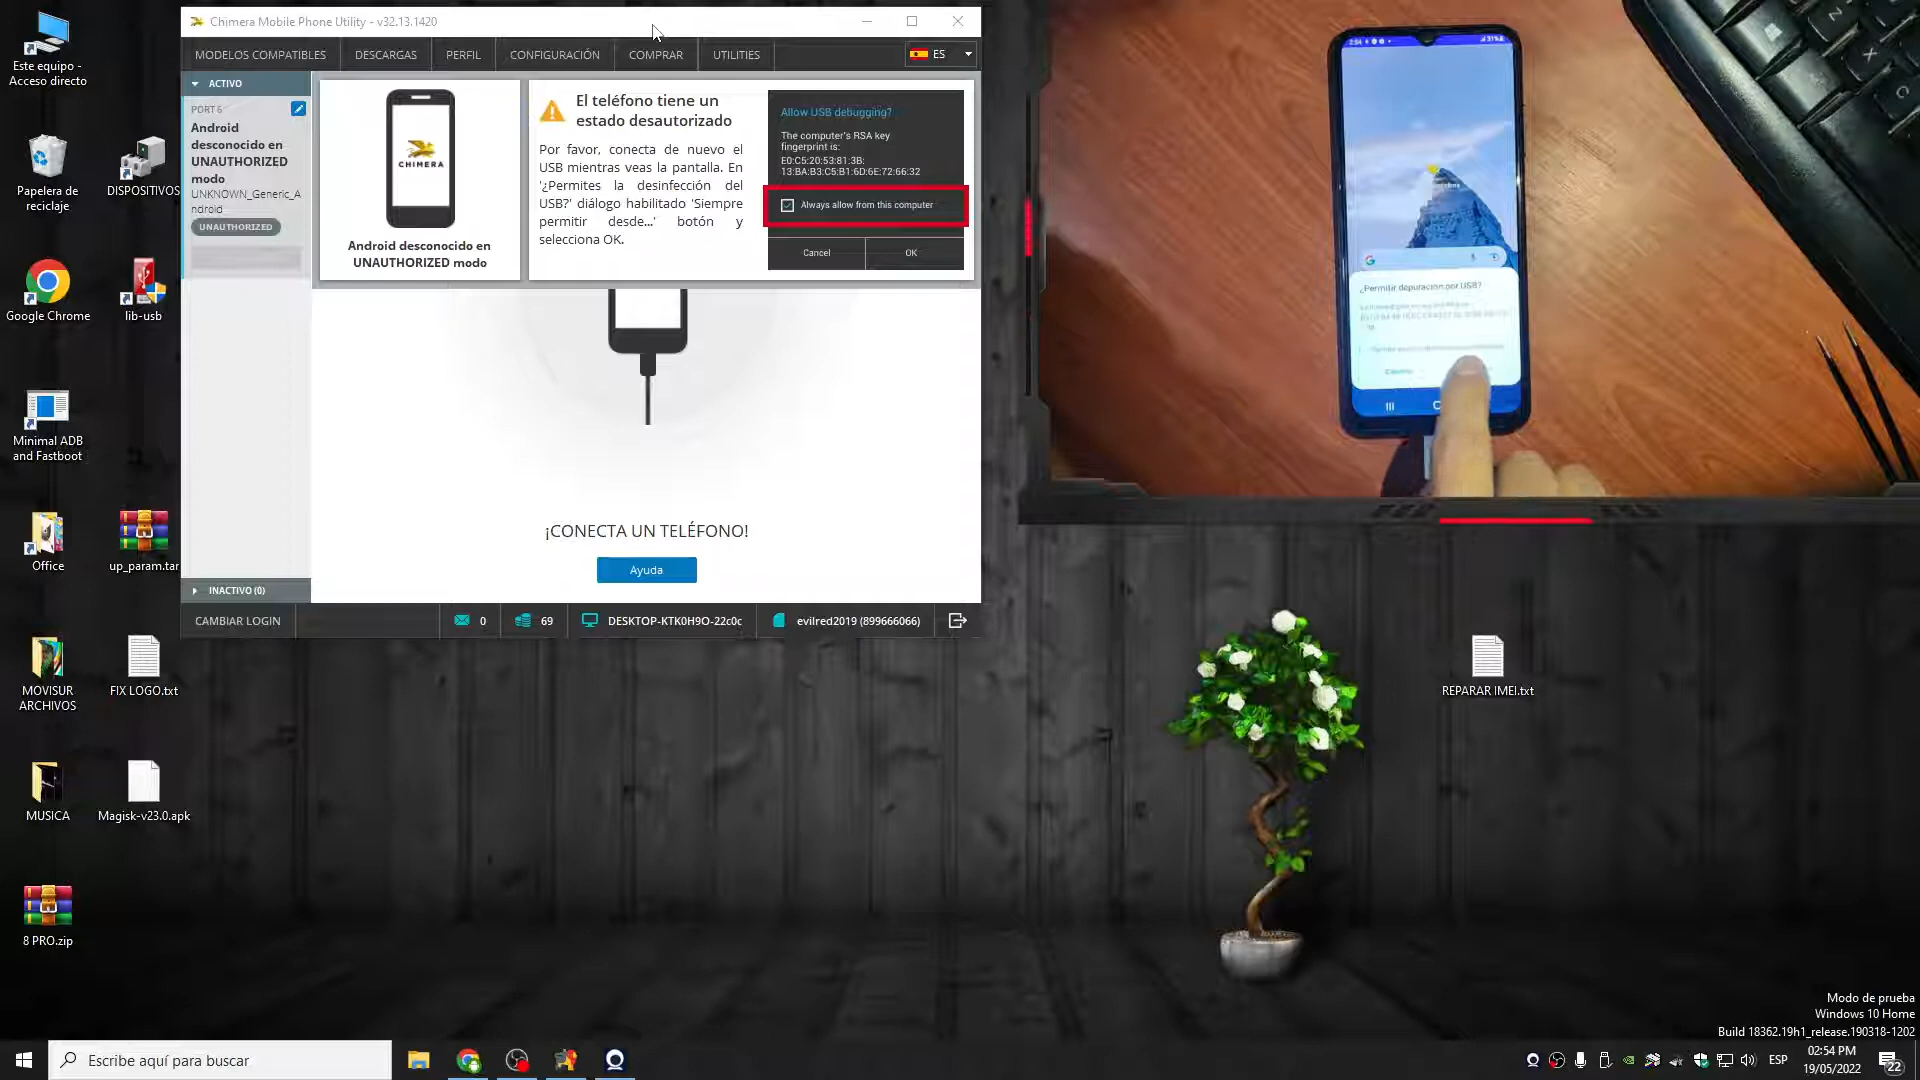 Chimera Mobile Phone Utility - v32.13.1420
MODELOS COMPATIBLES
DESCARGAS
PERFIL
CONFIGURACIÓN
COMPRAR
UTILITIES
ES
ACTIVO
PORT 6
Android
desconocido en
UNAUTHORIZED
modo
UNKNOWN_Generic_A
ndroid
UNAUTHORIZED
CHIMERA
Android desconocido en
UNAUTHORIZED modo
El teléfono tiene un
estado desautorizado
Por favor, conecta de nuevo el
USB mientras veas la pantalla. En
'¿Permites la desinfección del
USB?' diálogo habilitado 'Siempre
permitir desde...' botón y
selecciona OK.
Allow USB debugging?
The computer's RSA key
fingerprint is:
E0:C5:20:53:81:3B:
13:BA:B3:C5:B1:6D:6E:72:66:32
Always allow from this computer
Cancel
OK
¡CONECTA UN TELÉFONO!
Ayuda
INACTIVO (0)
CAMBIAR LOGIN
0
69
DESKTOP-KTK0H9O-22c0c
evilred2019 (899666066)
Este equipo -
Acceso directo
Papelera de
reciclaje
DISPOSITIVOS
Google Chrome
lib-usb
Minimal ADB
and Fastboot
Office
up_param.tar
MOVISUR
ARCHIVOS
FIX LOGO.txt
MUSICA
Magisk-v23.0.apk
8 PRO.zip
¿Permitir depuración por USB?
REPARAR IMEI.txt
Modo de prueba
Windows 10 Home
Build 18362.19h1_release.190318-1202
Escribe aquí para buscar
ESP
02:54 PM
19/05/2022
22